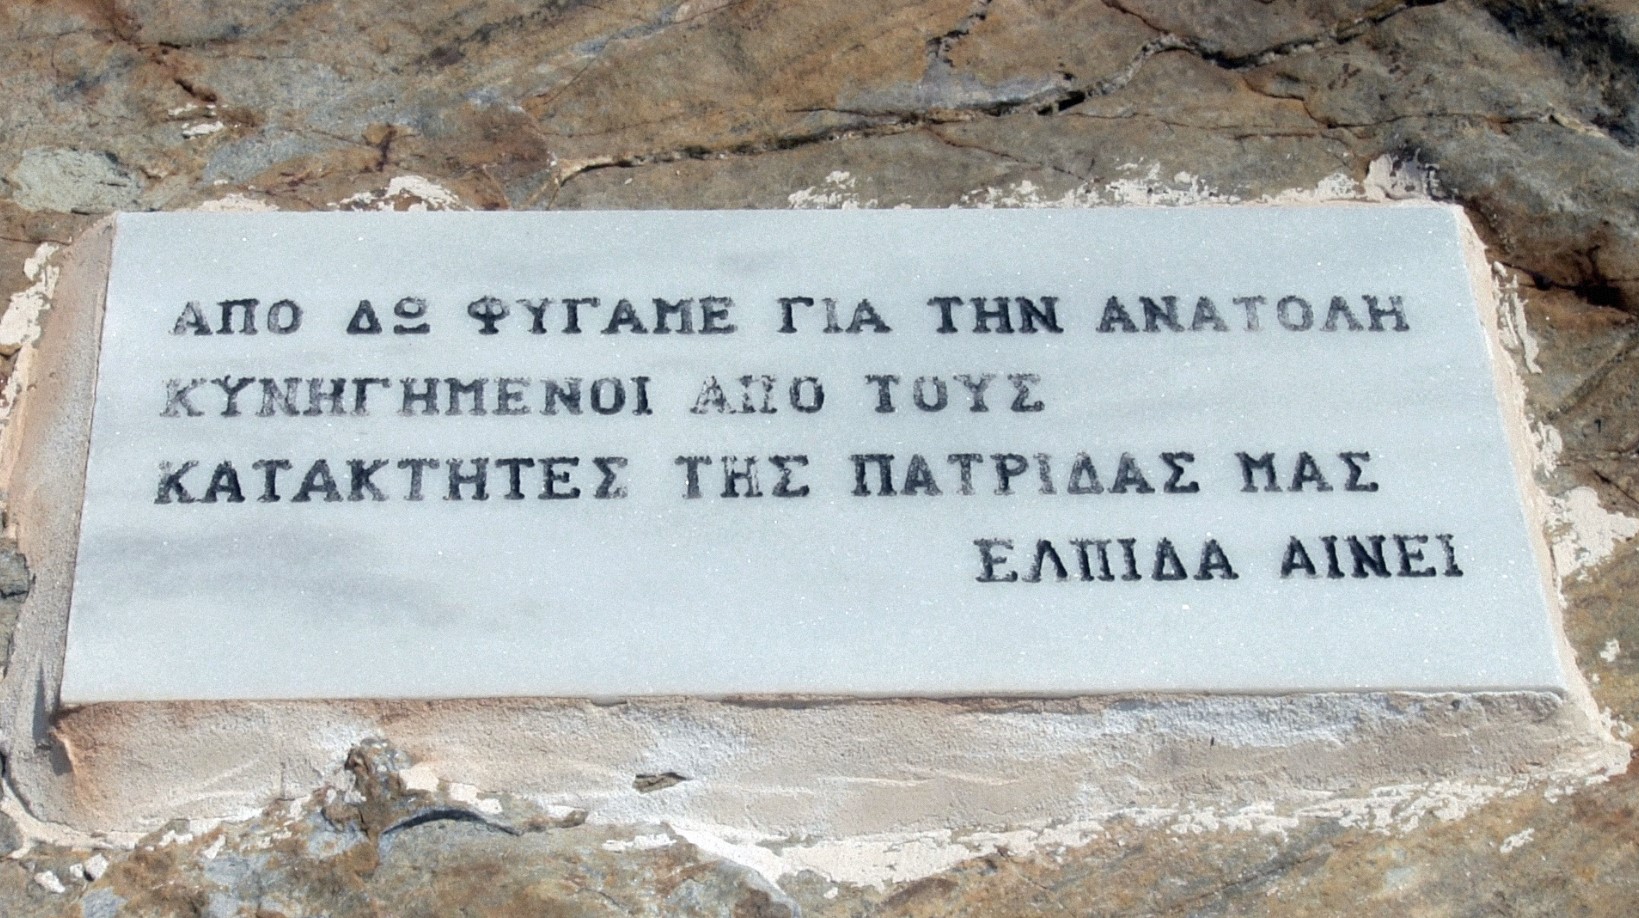 ΑΠΟ ΔΩ ΦΥΓΑΜΕ ΓΙΑ ΤΗΝ ΑΝΑΤΟΛΗ
ΚΥΝΗΓΗΜΕΝΟΙ ΑΠΟ ΤΟΥΣ
ΚΑΤΑΚΤΗΤΕΣ ΤΗΣ ΠΑΤΡΙΔΑΣ ΜΑΣ
ΕΛΠΙΔΑ ΑΙΝΕΙ